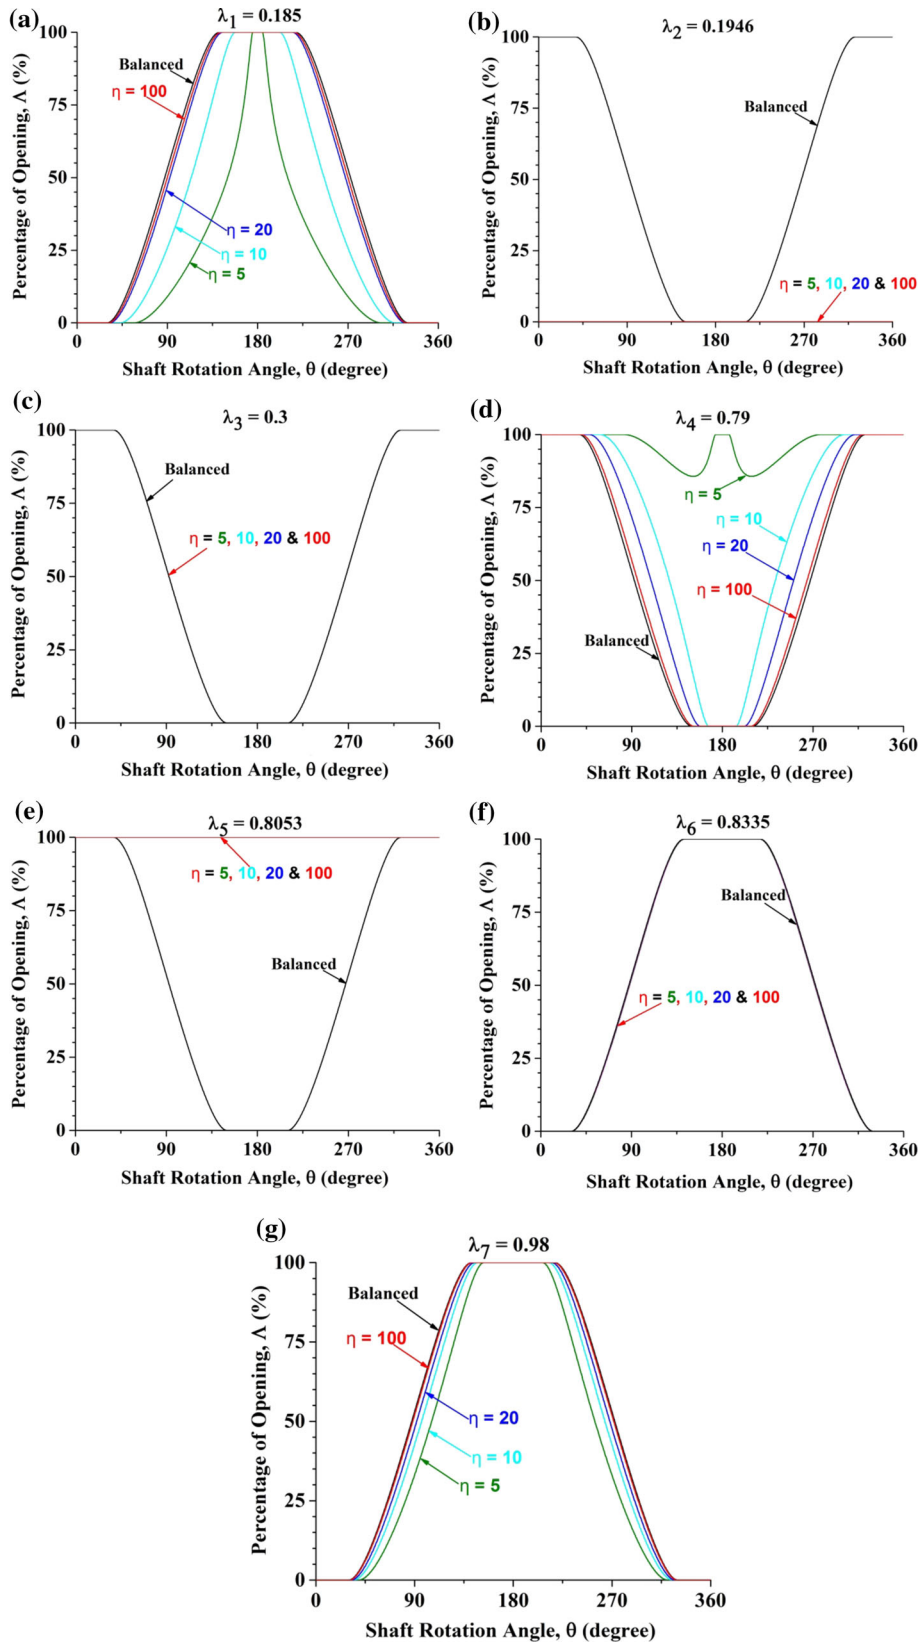 (a)
λ1 = 0.185
Percentage of Opening, Λ (%)
100
75
50
25
0
Balanced
η = 100
η = 20
η = 10
η = 5
0 90 180 270 360
Shaft Rotation Angle, θ (degree)
(b)
λ2 = 0.1946
Percentage of Opening, Λ (%)
100
75
50
25
0
Balanced
η = 5, 10, 20 & 100
0 90 180 270 360
Shaft Rotation Angle, θ (degree)
(c)
λ3 = 0.3
Percentage of Opening, Λ (%)
100
75
50
25
0
Balanced
η = 5, 10, 20 & 100
0 90 180 270 360
Shaft Rotation Angle, θ (degree)
(d)
λ4 = 0.79
Percentage of Opening, Λ (%)
100
75
50
25
0
η = 5
η = 10
η = 20
η = 100
Balanced
0 90 180 270 360
Shaft Rotation Angle, θ (degree)
(e)
λ5 = 0.8053
Percentage of Opening, Λ (%)
100
75
50
25
0
η = 5, 10, 20 & 100
Balanced
0 90 180 270 360
Shaft Rotation Angle, θ (degree)
(f)
λ6 = 0.8335
Percentage of Opening, Λ (%)
100
75
50
25
0
Balanced
η = 5, 10, 20 & 100
0 90 180 270 360
Shaft Rotation Angle, θ (degree)
(g)
λ7 = 0.98
Percentage of Opening, Λ (%)
100
75
50
25
0
Balanced
η = 100
η = 20
η = 10
η = 5
0 90 180 270 360
Shaft Rotation Angle, θ (degree)